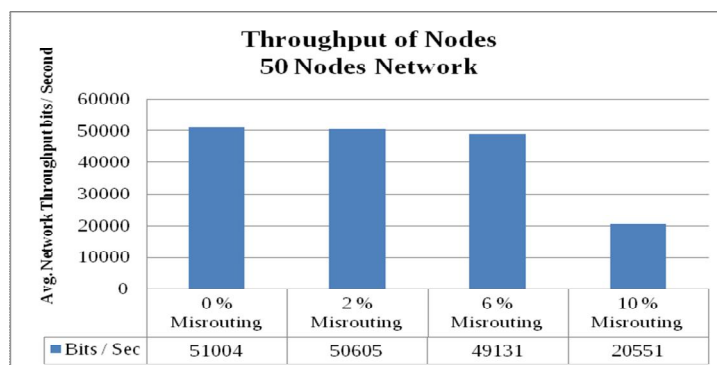 Throughput of Nodes
50 Nodes Network
Avg. Network Throughput bits/ Second
60000
50000
40000
30000
20000
10000
0
0 % Misrouting
2 % Misrouting
6 % Misrouting
10 % Misrouting
Bits / Sec 51004 50605 49131 20551